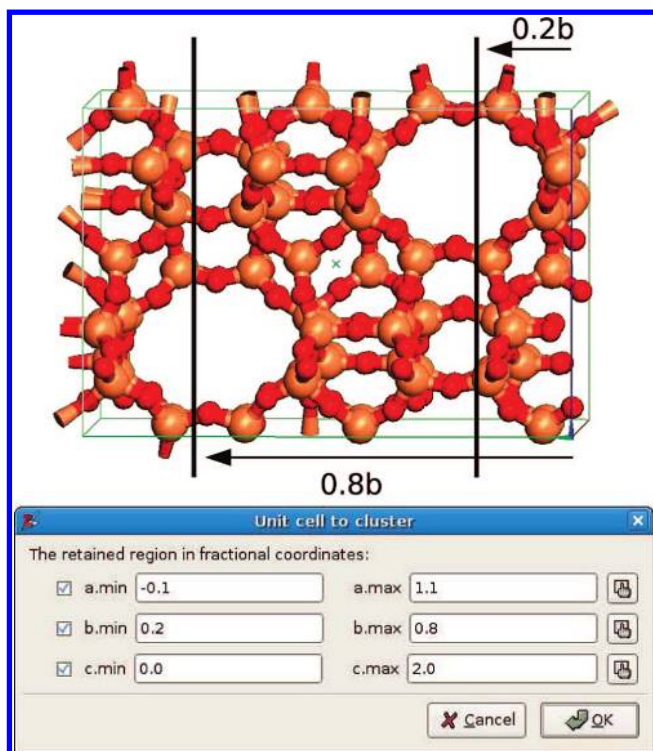 0.2b
0.8b
Unit cell to cluster
The retained region in fractional coordinates:
a.min -0.1 a.max 1.1
b.min 0.2 b.max 0.8
c.min 0.0 c.max 2.0
Cancel OK